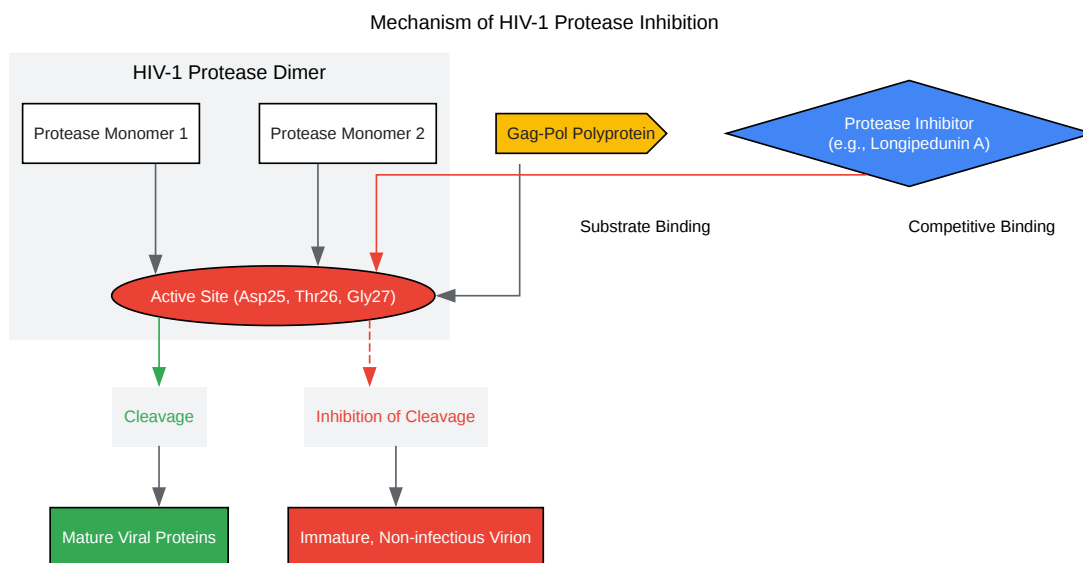 Mechanism of HIV-1 Protease Inhibition
HIV-1 Protease Dimer
Protease Monomer 1
Protease Monomer 2
Gag-Pol Polyprotein
Protease Inhibitor
(e.g., Longipedunin A)
Substrate Binding
Competitive Binding
Active Site (Asp25, Thr26, Gly27)
Cleavage
Inhibition of Cleavage
Mature Viral Proteins
Immature, Non-infectious Virion